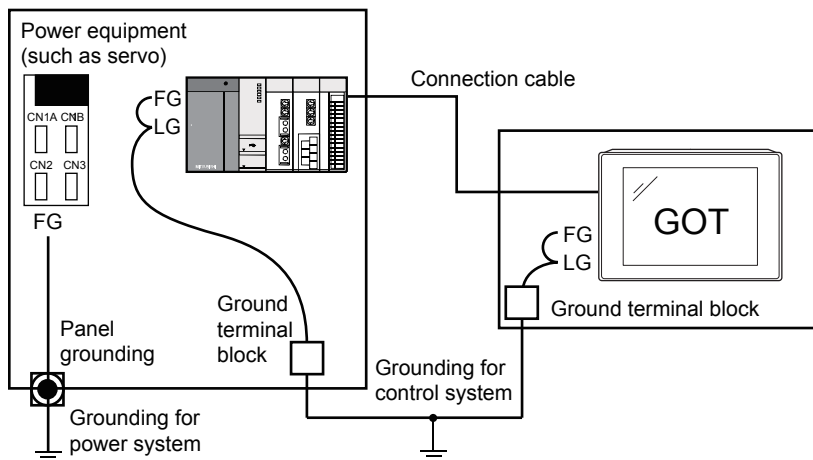 Power equipment
(such as servo)
CN1A CNB
CN2 CN3
FG
FG
LG
Connection cable
GOT
FG
LG
Ground terminal block
Ground
terminal
block
Panel
grounding
Grounding for
control system
Grounding for
power system